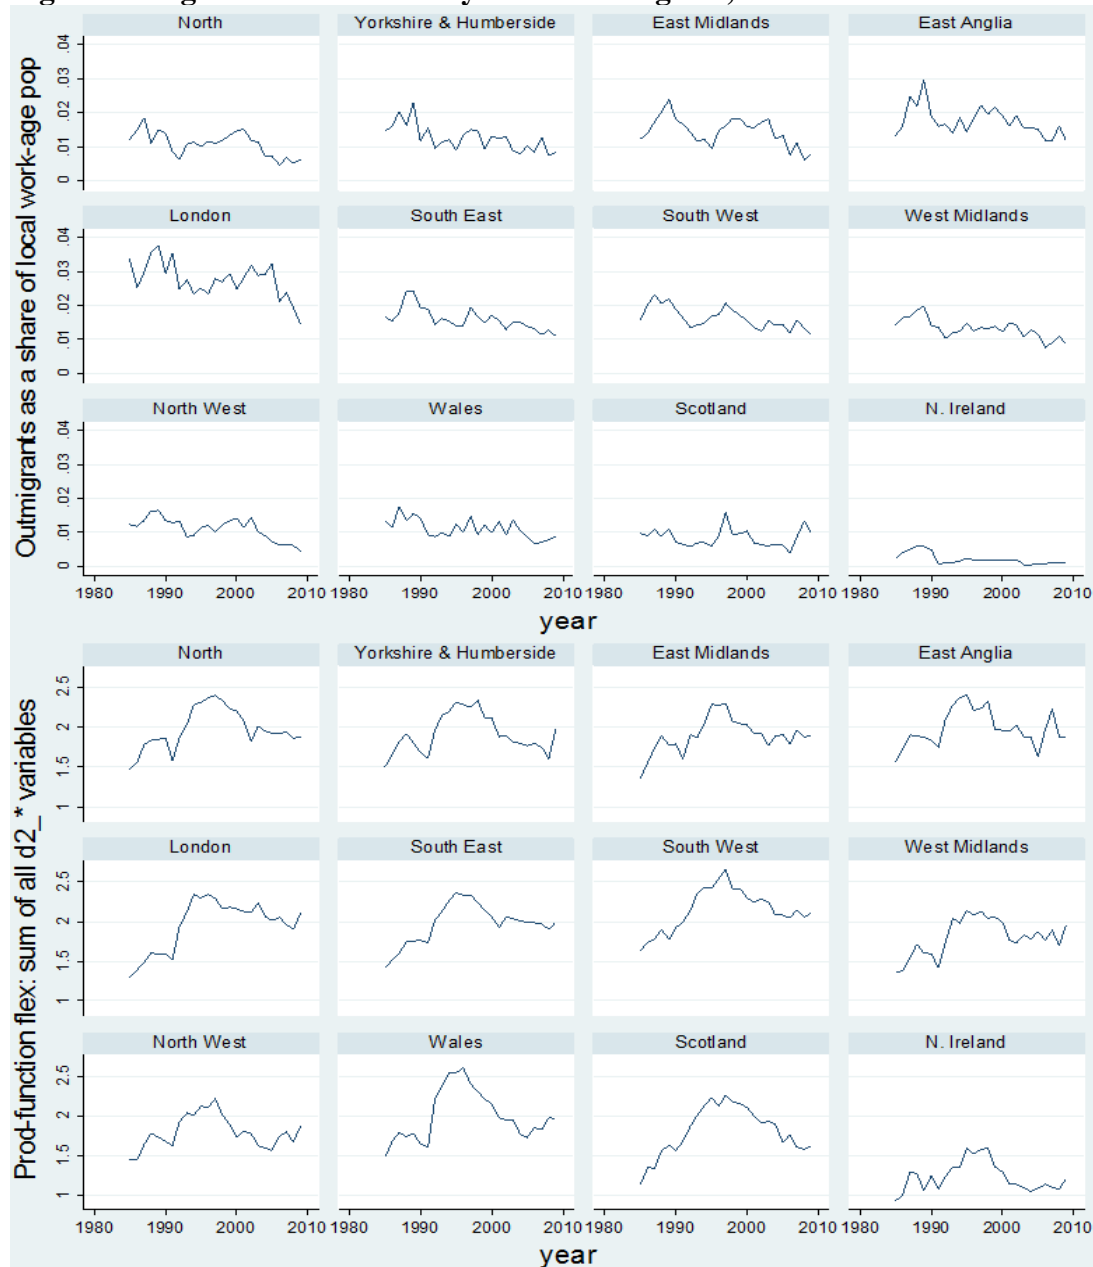 North Yorkshire & Humberside East Midlands East Anglia
.04
.03
.02
.01
0
London South East South West West Midlands
.04
.03
.02
.01
0
North West Wales Scotland N. Ireland
.04
.03
.02
.01
0
1980 1990 2000 2010 1980 1990 2000 2010 1980 1990 2000 2010 1980 1990 2000 2010
Outmigrants as a share of local work-age pop
year
North Yorkshire & Humberside East Midlands East Anglia
2.5
2
1.5
1
London South East South West West Midlands
2.5
2
1.5
1
North West Wales Scotland N. Ireland
2.5
2
1.5
1
1980 1990 2000 2010 1980 1990 2000 2010 1980 1990 2000 2010 1980 1990 2000 2010
Prod-function flex: sum of all d2_* variables
year